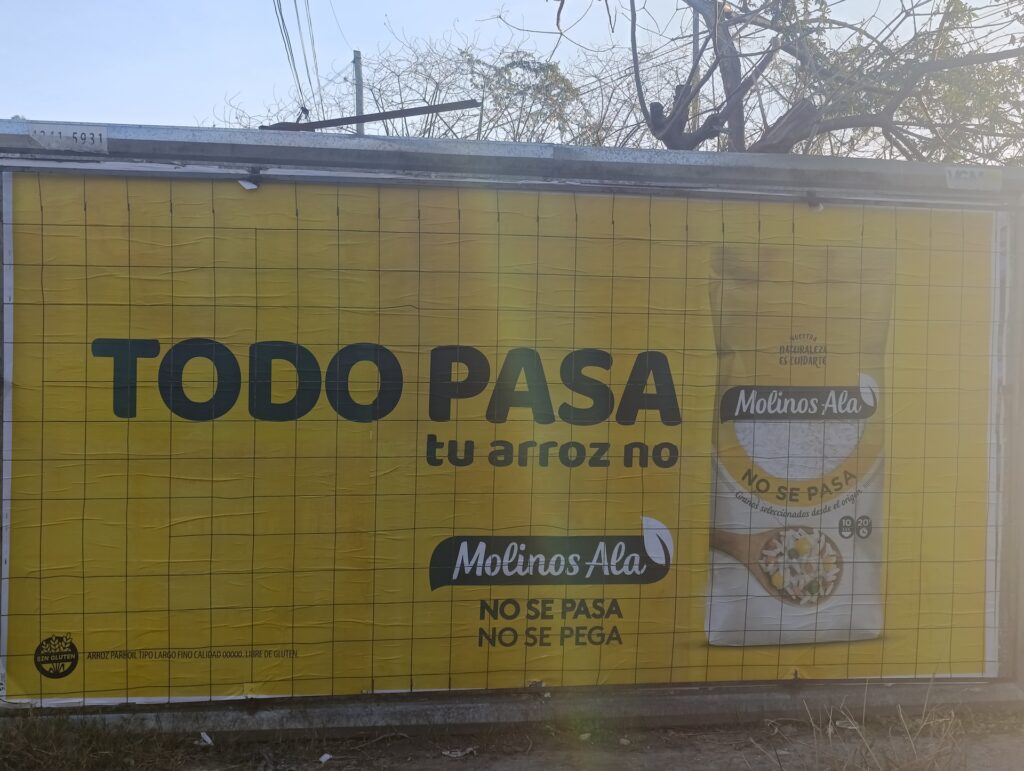 5931
TODO PASA
tu arroz no
Molinos Ala
NO SE PASA
NO SE PEGA
SIN GLUTEN
ARROZ PARBOIL TIPO LARGO FINO CALIDAD 00000. LIBRE DE GLUTEN.
NUESTRA
NATURALEZA
ES CUIDARTE
Molinos Ala
NO SE PASA
Granos seleccionados desde el origen
10
20